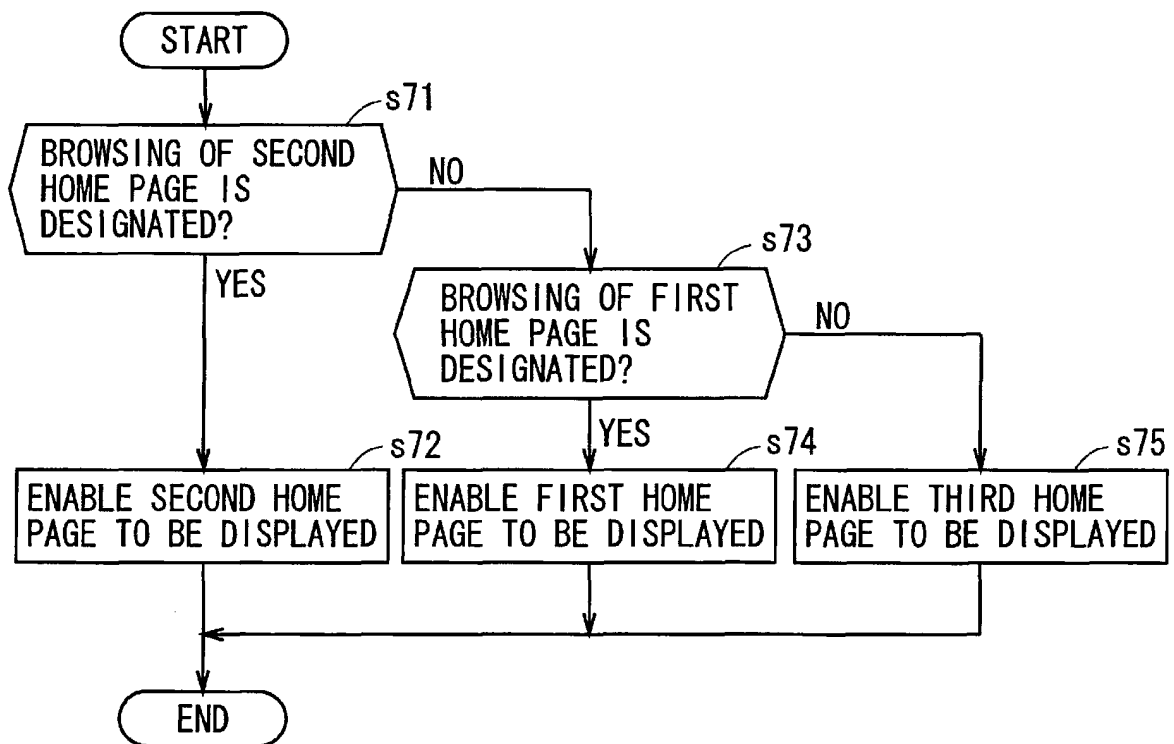 START
s71
BROWSING OF SECOND
HOME PAGE IS
DESIGNATED?
NO
YES
s73
BROWSING OF FIRST
HOME PAGE IS
DESIGNATED?
NO
YES
s72
ENABLE SECOND HOME
PAGE TO BE DISPLAYED
s74
ENABLE FIRST HOME
PAGE TO BE DISPLAYED
s75
ENABLE THIRD HOME
PAGE TO BE DISPLAYED
END